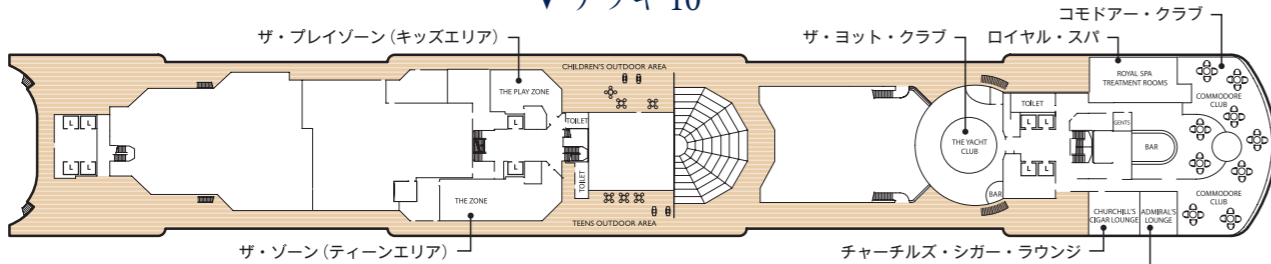 デッキ 10
コモドアー・クラブ
ザ・プレイゾーン（キッズエリア）
ザ・ヨット・クラブ
ロイヤル・スパ
CHILDREN'S OUTDOOR AREA
THE PLAY ZONE
TOILET
ROYAL SPA
TREATMENT ROOMS
COMMODORE
CLUB
TOILET
GENTS
L L
L
L L
THE YACHT
CLUB
BAR
L L
L
L L
TOILET
THE ZONE
BAR
COMMODORE
CLUB
CHURCHILL'S
CIGAR LOUNGE
ADMIRAL'S
LOUNGE
TEENS OUTDOOR AREA
ザ・ゾーン（ティーンエリア）
チャーチルズ・シガー・ラウンジ